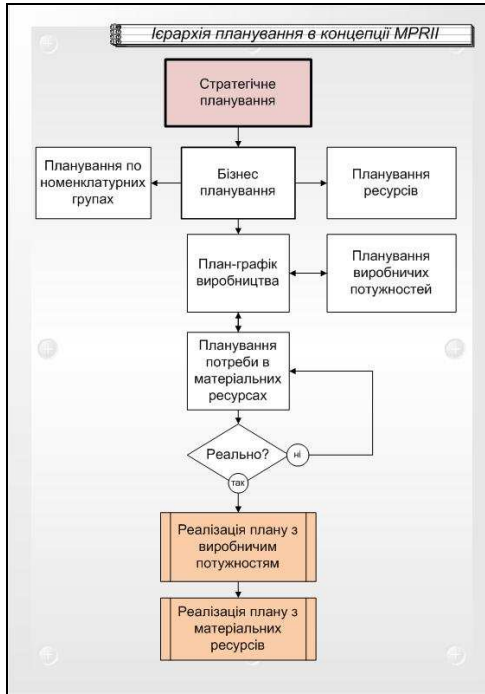 Ієрархія планування в концепції MPRII
Стратегічне
планування
Планування по
номенклатурних
групах
Бізнес
планування
Планування
ресурсів
План-графік
виробництва
Планування
виробничих
потужностей
Планування
потреби в
матеріальних
ресурсах
Реально?
ні
так
Реалізація плану з
виробничим
потужностям
Реалізація плану з
матеріальних
ресурсів